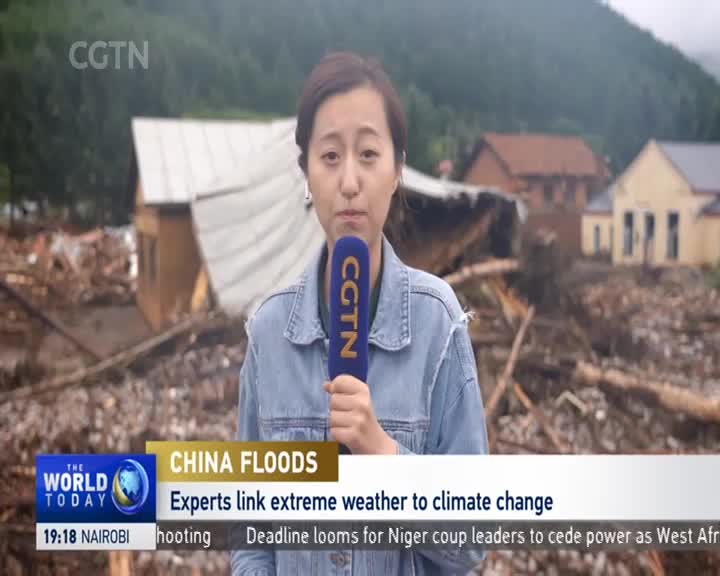 CGTN
CGTN
CHINA FLOODS
THE
WORLD
TODAY
Experts link extreme weather to climate change
19:18 NAIROBI
hooting Deadline looms for Niger coup leaders to cede power as West Afri